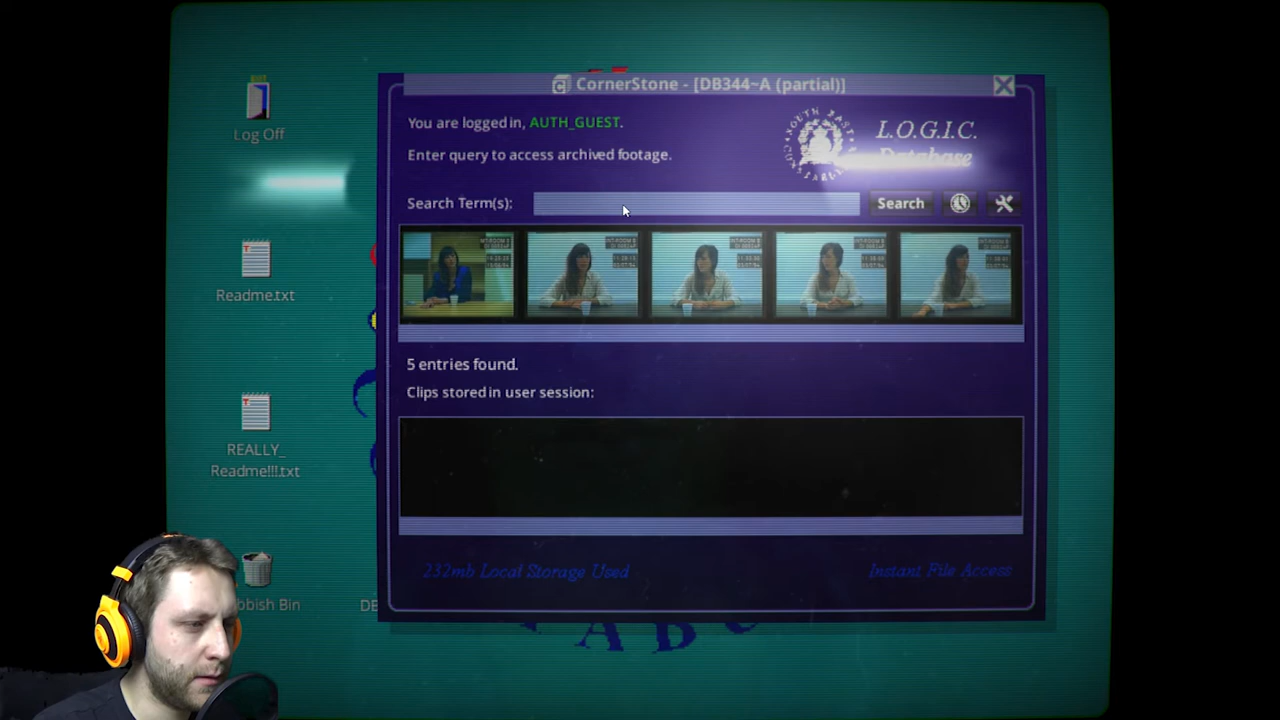 CornerStone - [DB344~A (partial)]
Log Off
You are logged in, AUTH_GUEST.
Enter query to access archived footage.
SOUTH EAST
L.O.G.I.C.
Database
Search Term(s):
Search
Readme.txt
5 entries found.
Clips stored in user session:
REALLY_
Readme!!!.txt
232mb Local Storage Used
Instant File Access
bbish Bin